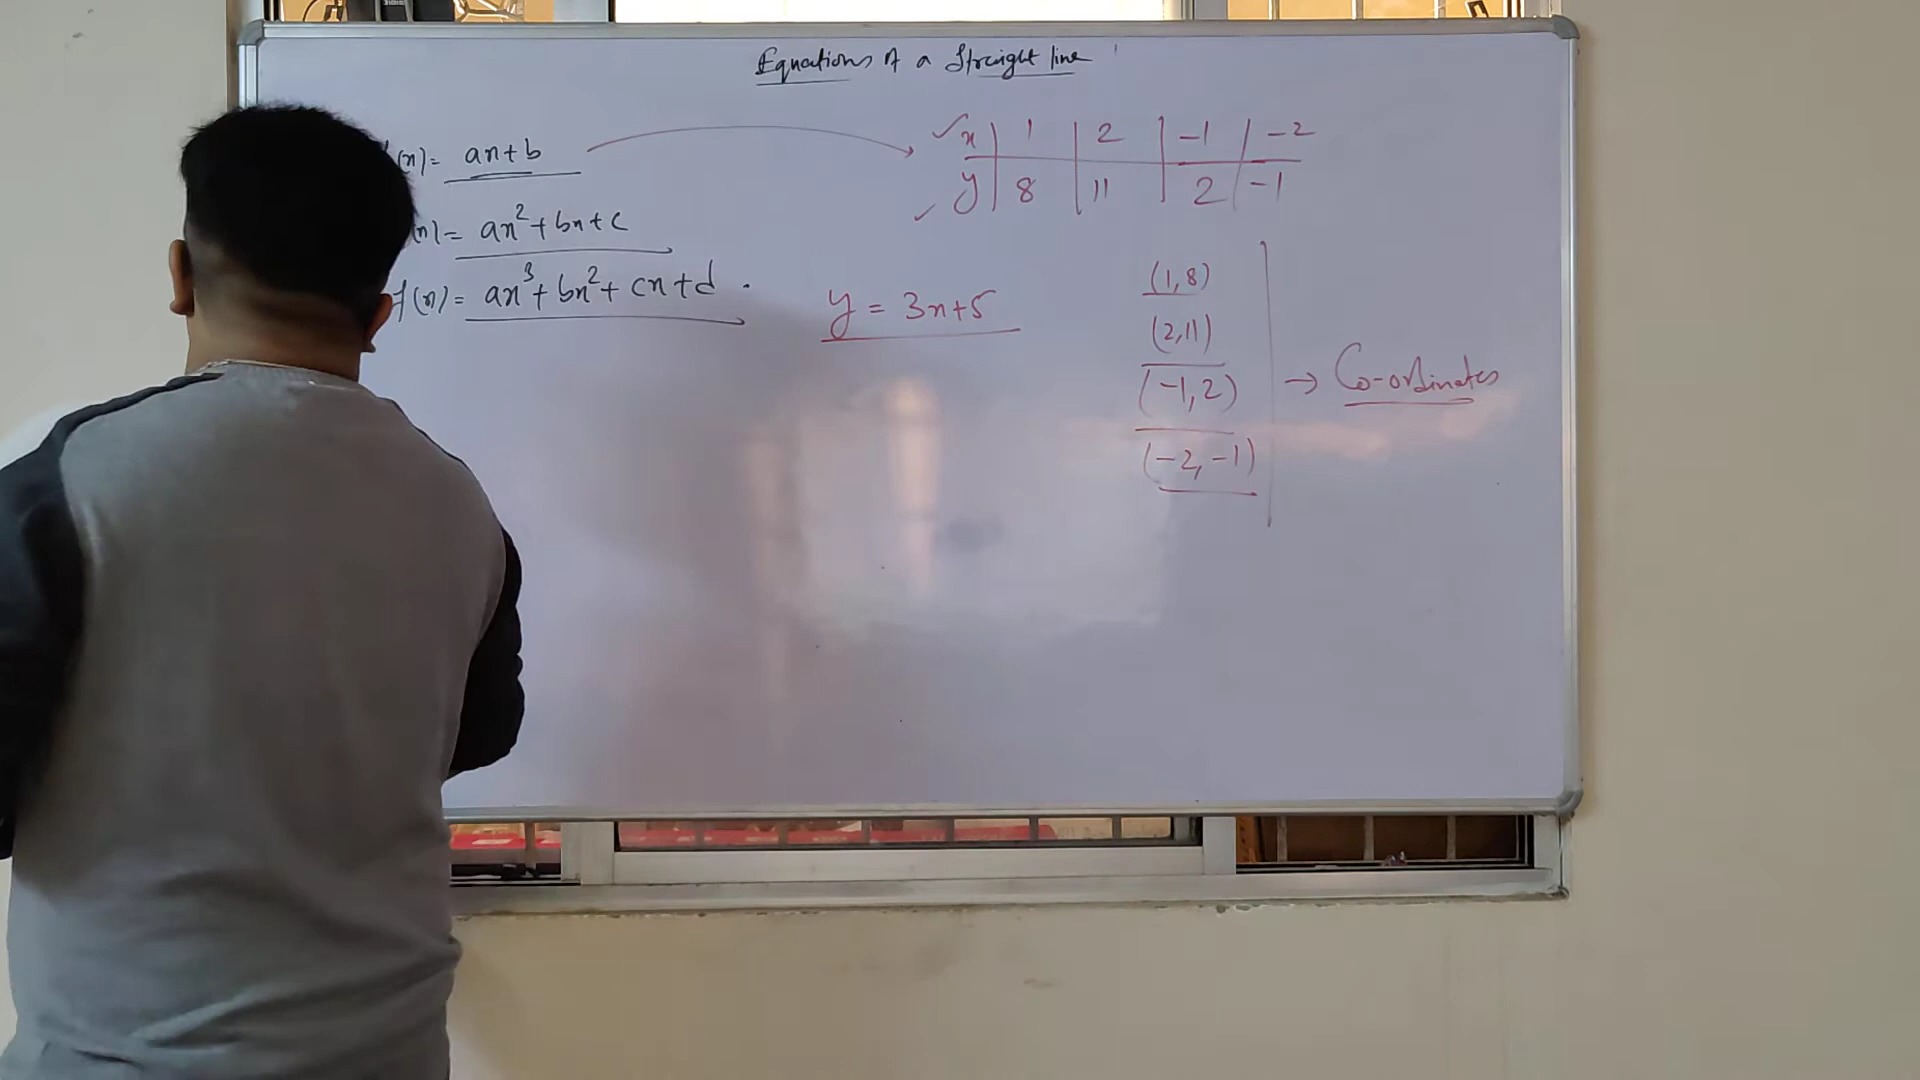 Equations of a Straight line
(x) = ax+b
(x) = ax²+bx+c
f(x) = ax³+bx²+cx+d .
x | 1 | 2 | -1 | -2
y | 8 | 11 | 2 | -1
y = 3x+5
(1,8)
(2,11)
(-1,2)
(-2,-1)
→ Co-ordinates